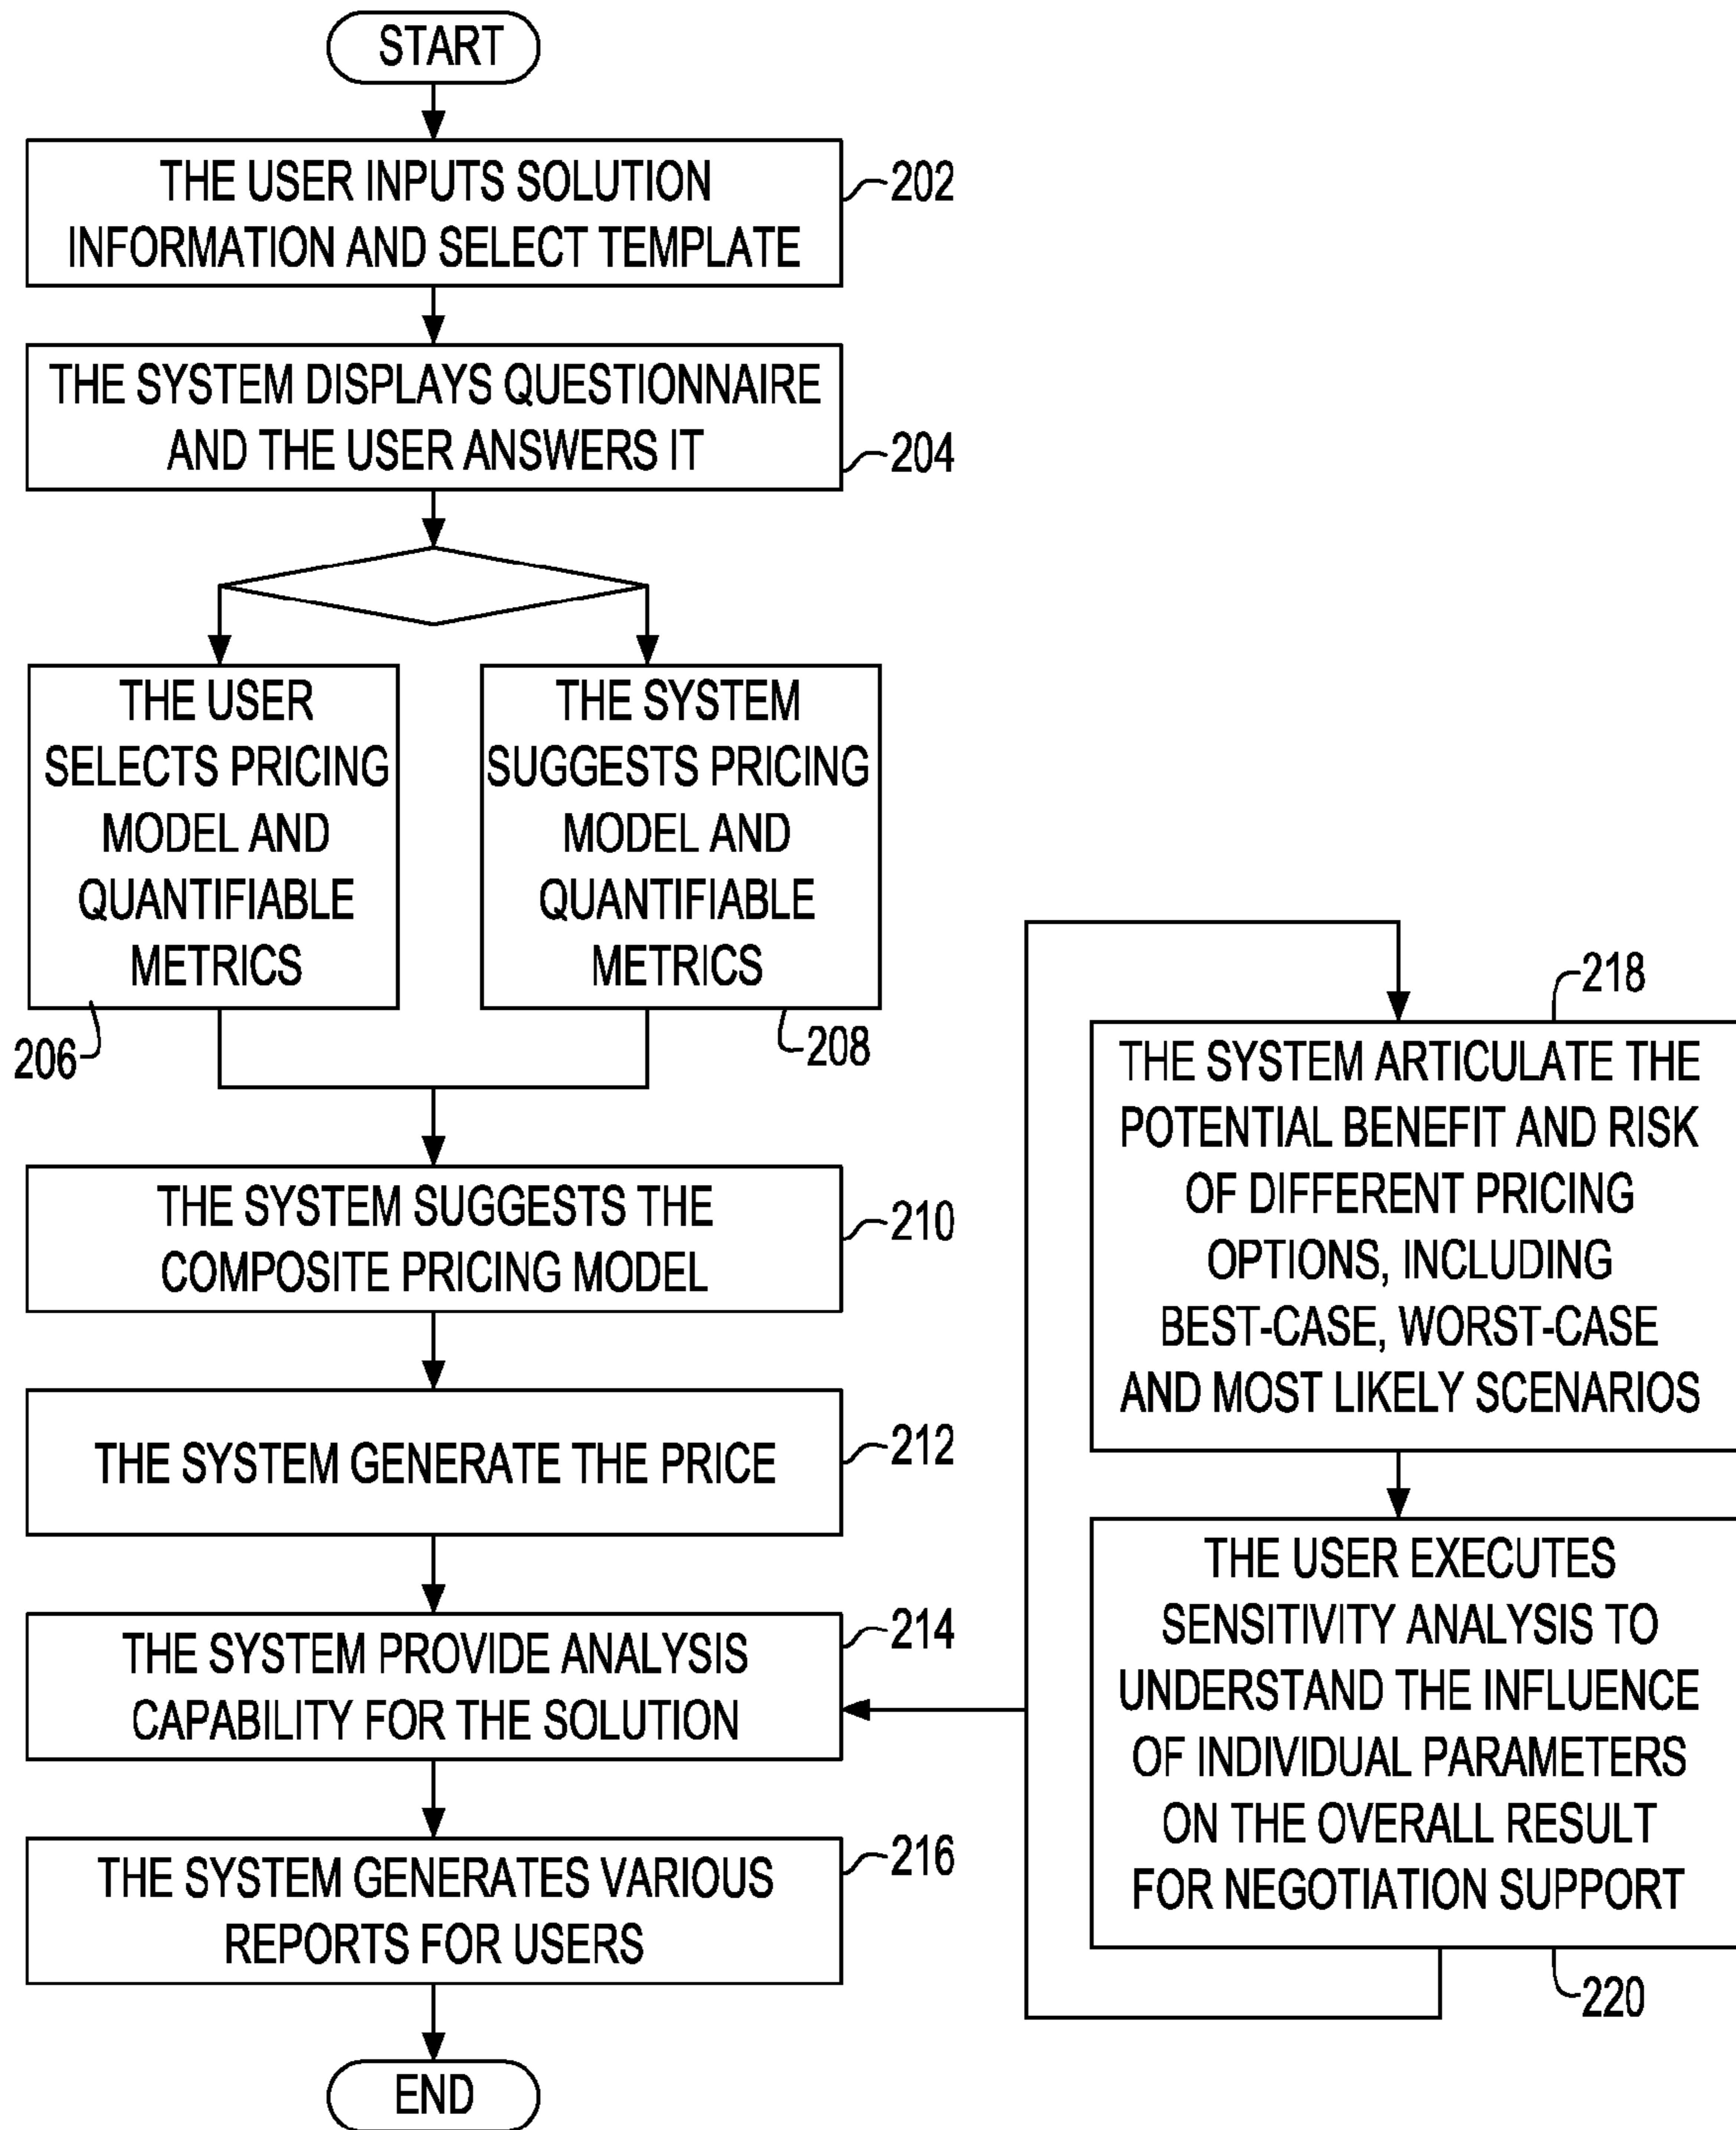 START
THE USER INPUTS SOLUTION
INFORMATION AND SELECT TEMPLATE
202
THE SYSTEM DISPLAYS QUESTIONNAIRE
AND THE USER ANSWERS IT
204
THE USER
SELECTS PRICING
MODEL AND
QUANTIFIABLE
METRICS
206
THE SYSTEM
SUGGESTS PRICING
MODEL AND
QUANTIFIABLE
METRICS
208
THE SYSTEM SUGGESTS THE
COMPOSITE PRICING MODEL
210
THE SYSTEM GENERATE THE PRICE
212
THE SYSTEM PROVIDE ANALYSIS
CAPABILITY FOR THE SOLUTION
214
THE SYSTEM GENERATES VARIOUS
REPORTS FOR USERS
216
END
218
THE SYSTEM ARTICULATE THE
POTENTIAL BENEFIT AND RISK
OF DIFFERENT PRICING
OPTIONS, INCLUDING
BEST-CASE, WORST-CASE
AND MOST LIKELY SCENARIOS
THE USER EXECUTES
SENSITIVITY ANALYSIS TO
UNDERSTAND THE INFLUENCE
OF INDIVIDUAL PARAMETERS
ON THE OVERALL RESULT
FOR NEGOTIATION SUPPORT
220